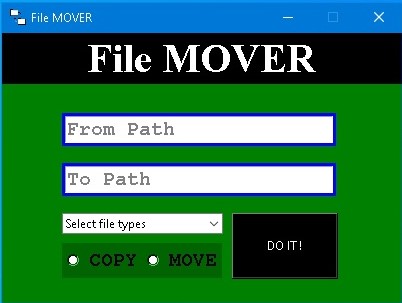 File MOVER
File MOVER
From Path
To Path
Select file types
COPY MOVE
DO IT!